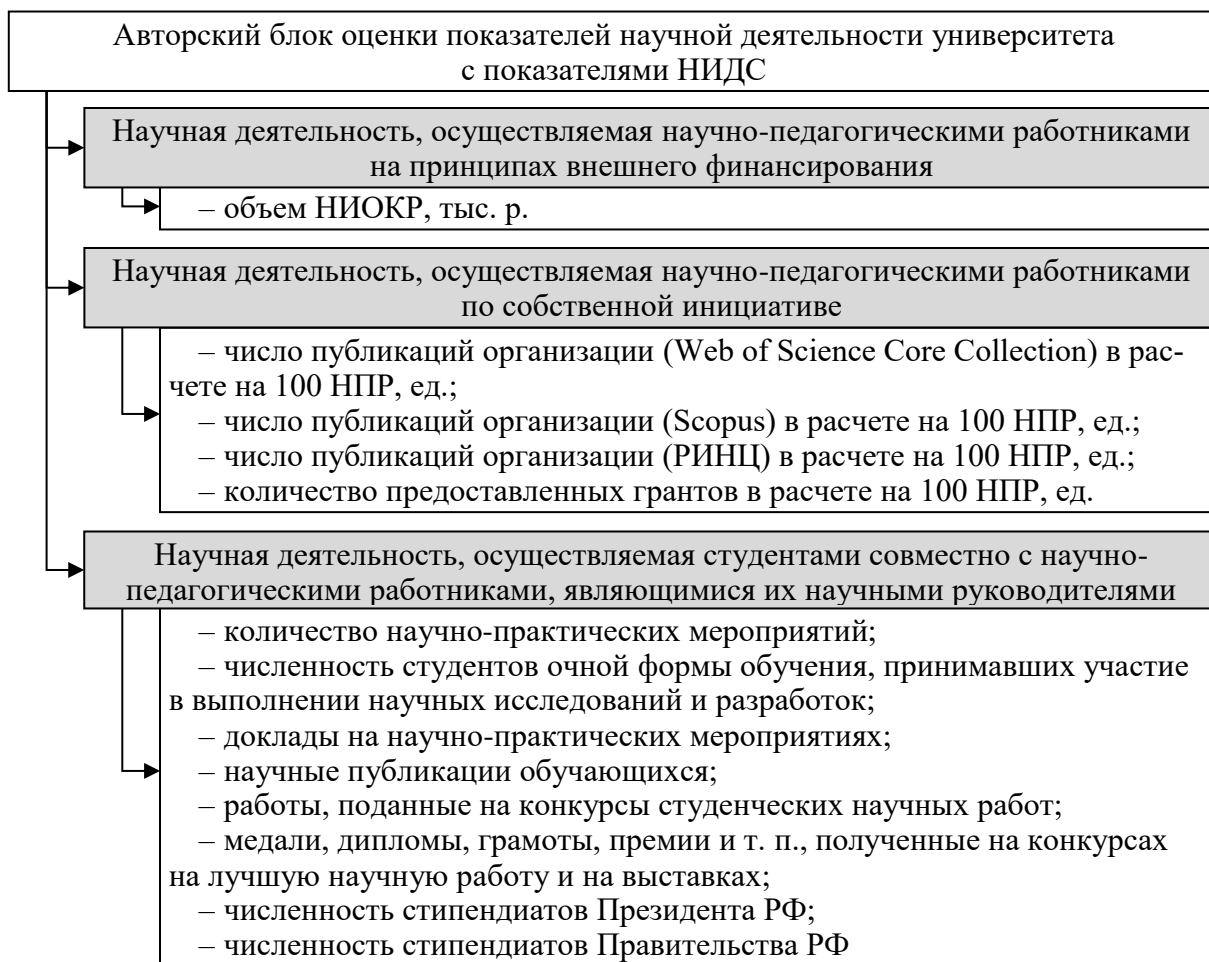 Авторский блок оценки показателей научной деятельности университета
с показателями НИДС
Научная деятельность, осуществляемая научно-педагогическими работниками
на принципах внешнего финансирования
– объем НИОКР, тыс. р.
Научная деятельность, осуществляемая научно-педагогическими работниками
по собственной инициативе
– число публикаций организации (Web of Science Core Collection) в рас-
чете на 100 НПР, ед.;
– число публикаций организации (Scopus) в расчете на 100 НПР, ед.;
– число публикаций организации (РИНЦ) в расчете на 100 НПР, ед.;
– количество предоставленных грантов в расчете на 100 НПР, ед.
Научная деятельность, осуществляемая студентами совместно с научно-
педагогическими работниками, являющимися их научными руководителями
– количество научно-практических мероприятий;
– численность студентов очной формы обучения, принимавших участие
в выполнении научных исследований и разработок;
– доклады на научно-практических мероприятиях;
– научные публикации обучающихся;
– работы, поданные на конкурсы студенческих научных работ;
– медали, дипломы, грамоты, премии и т. п., полученные на конкурсах
на лучшую научную работу и на выставках;
– численность стипендиатов Президента РФ;
– численность стипендиатов Правительства РФ